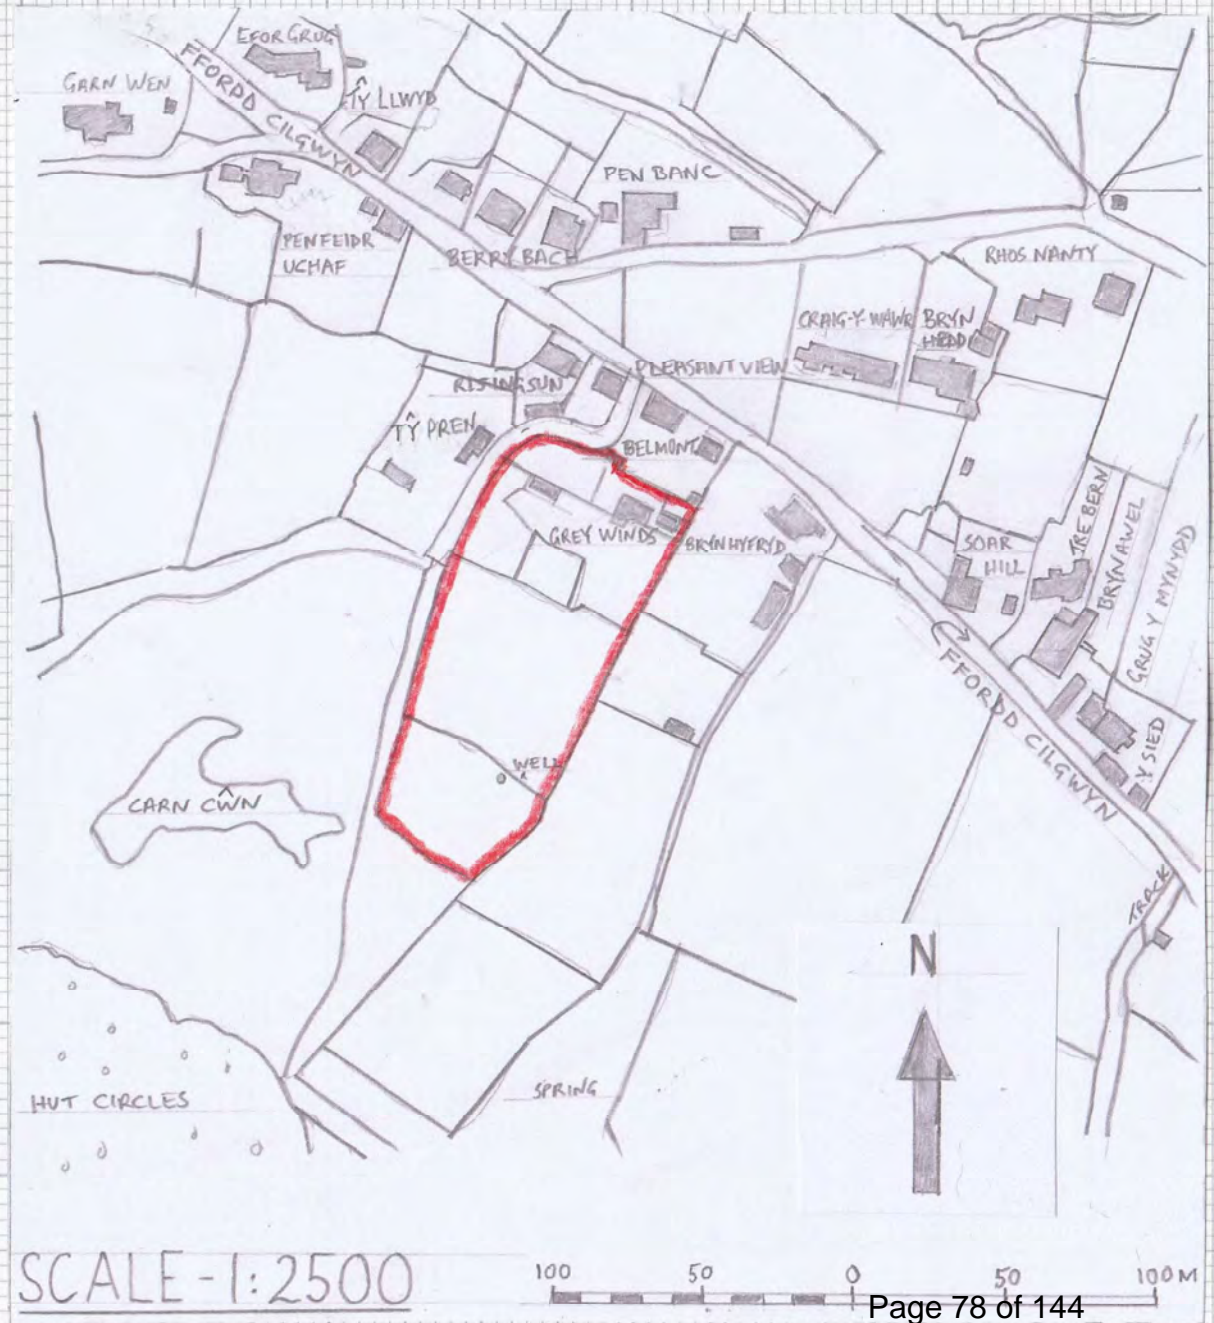 EFOR GRUG
GARN WEN
FFORDD CILGWYN
TŶ LLWYD
PEN BANC
PENFEIDR
UCHAF
BERRY BACH
RHOS NANTY
CRAIG-Y-WAWR
BRYN
HEDD
PLEASANT VIEW
RISING SUN
TŶ PREN
BELMONT
GREY WINDS
BRYNHYFRYD
SOAR
HILL
TRE BERN
BRYNAWEL
GRUG Y MYNYDD
FFORDD CILGWYN
Y SIED
WELL
CARN CŴN
TRACK
N
HUT CIRCLES
SPRING
SCALE-1:2500
100 50 0 50 100M
Page 78 of 144